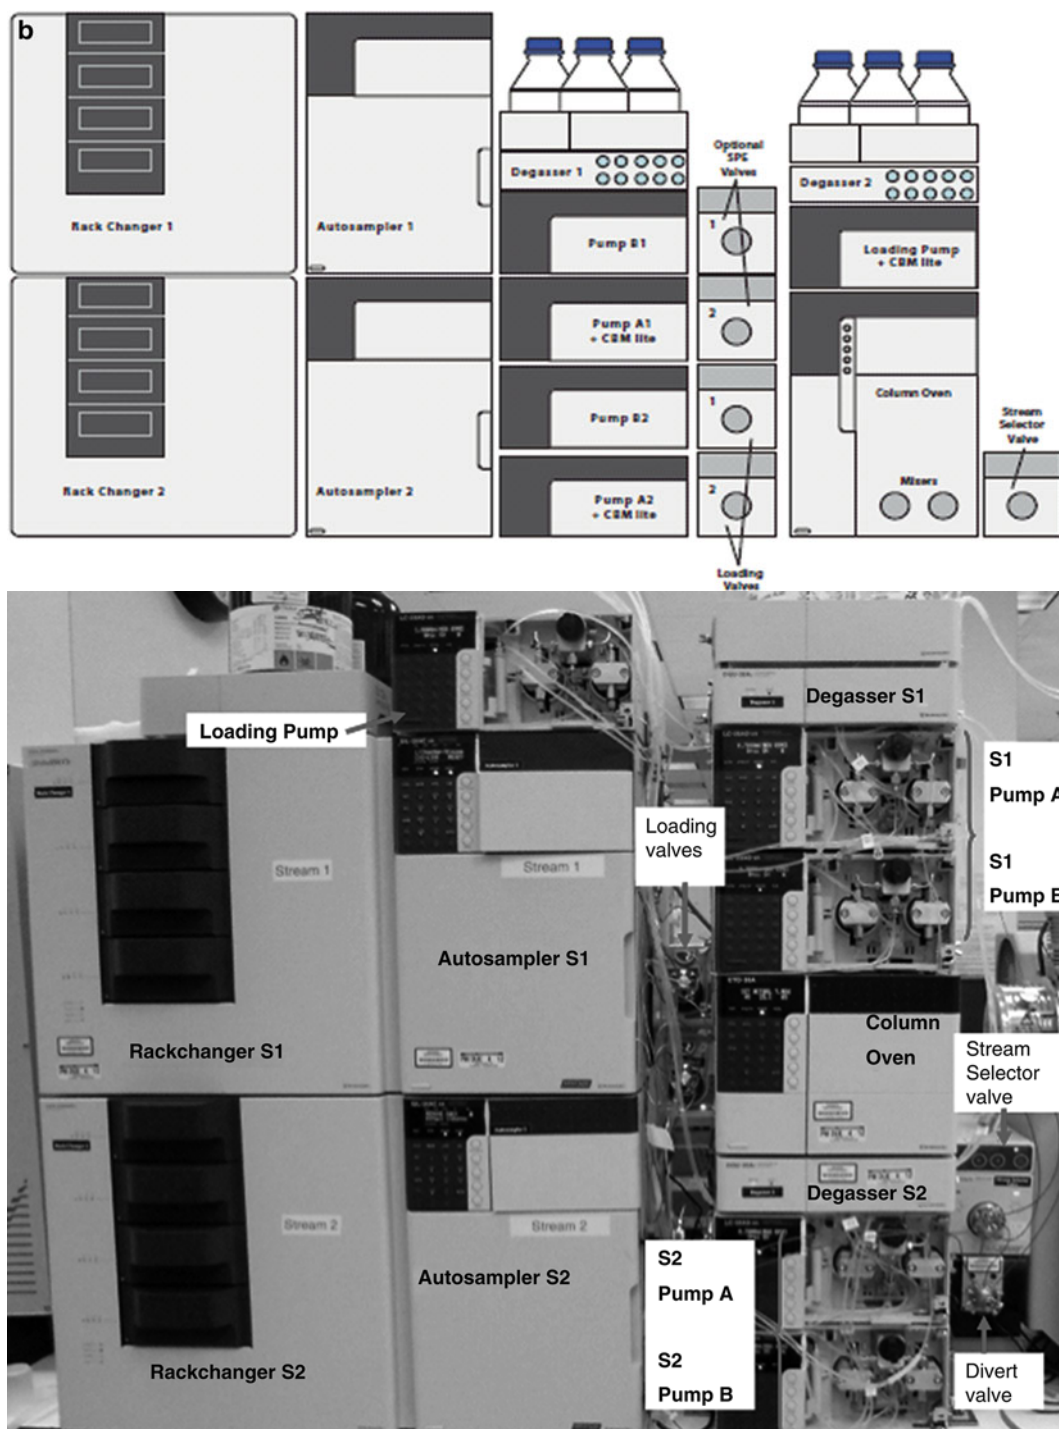 b
Rack Changer 1
Autosampler 1
Degasser 1
Pump B1
Optional
SPE
Valves
1
Degasser 2
Loading Pump
+ CBM lite
Pump A1
+ CBM lite
2
Column Oven
Pump B2
1
Stream
Selector
Valve
Rack Changer 2
Autosampler 2
Pump A2
+ CBM lite
2
Mixers
Loading
Valves
Loading Pump
Degasser S1
S1
Pump A
Loading
valves
Stream 1
Stream 1
S1
Pump B
Autosampler S1
Rackchanger S1
Column
Oven
Stream
Selector
valve
Degasser S2
Stream 2
Stream 2
Autosampler S2
S2
Pump A
Rackchanger S2
S2
Pump B
Divert
valve